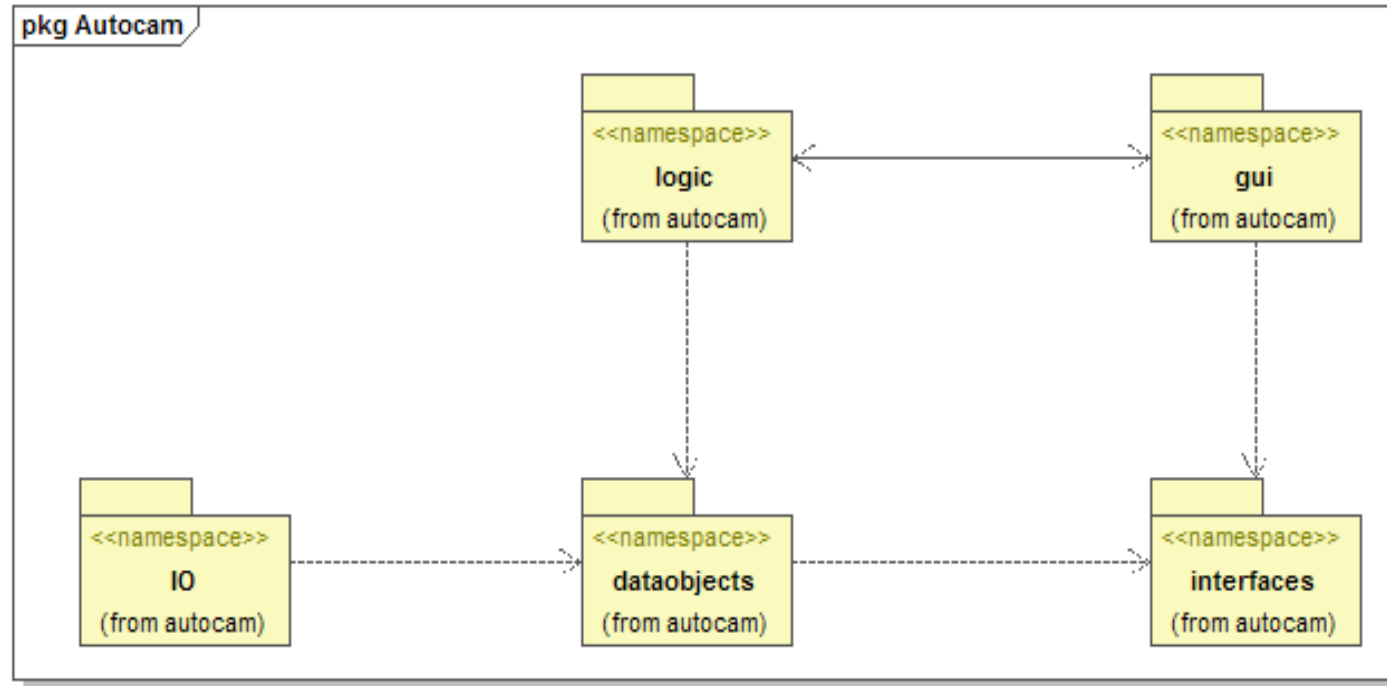 pkg Autocam
<<namespace>>
logic
(from autocam)
<<namespace>>
gui
(from autocam)
<<namespace>>
IO
(from autocam)
<<namespace>>
dataobjects
(from autocam)
<<namespace>>
interfaces
(from autocam)